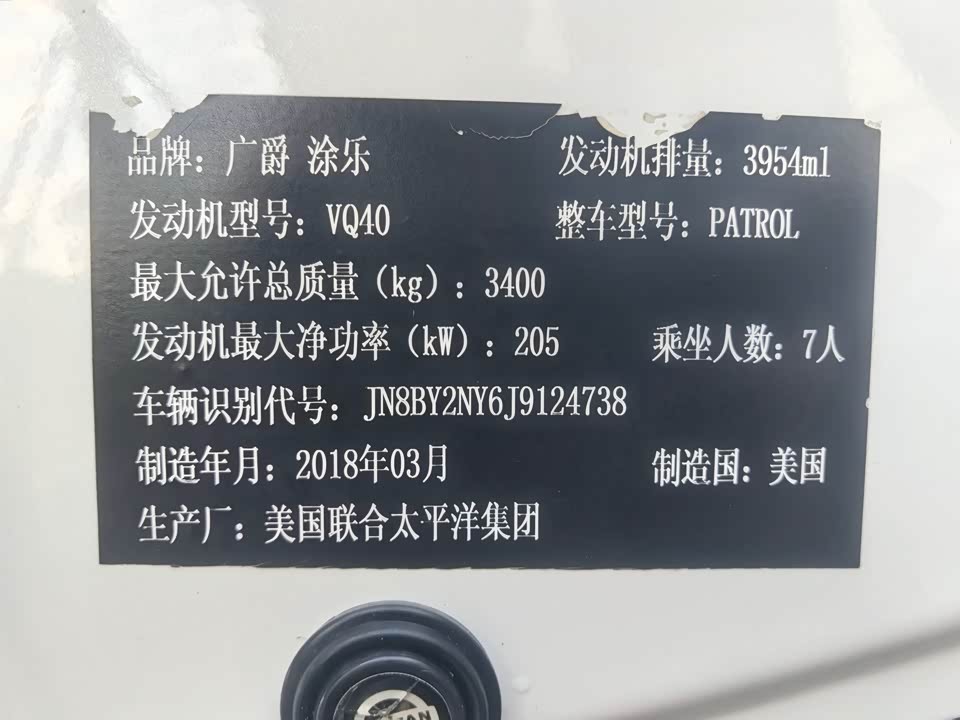 品牌：广爵 涂乐 发动机排量：3954ml
发动机型号：VQ40 整车型号：PATROL
最大允许总质量（kg）：3400
发动机最大净功率（kW）：205 乘坐人数：7人
车辆识别代号：JN8BY2NY6J9124738
制造年月：2018年03月 制造国：美国
生产厂：美国联合太平洋集团